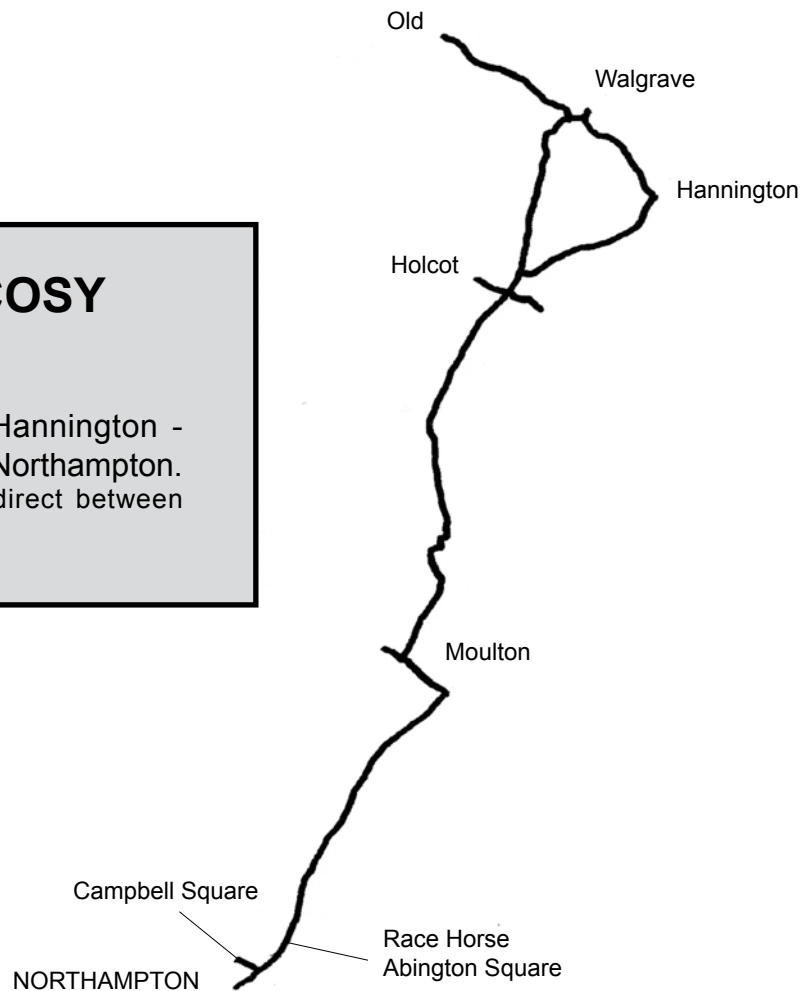 Old
Walgrave
Hannington
Holcot
COSY
Hannington -
Northampton.
direct between
Moulton
Campbell Square
Race Horse
Abington Square
NORTHAMPTON